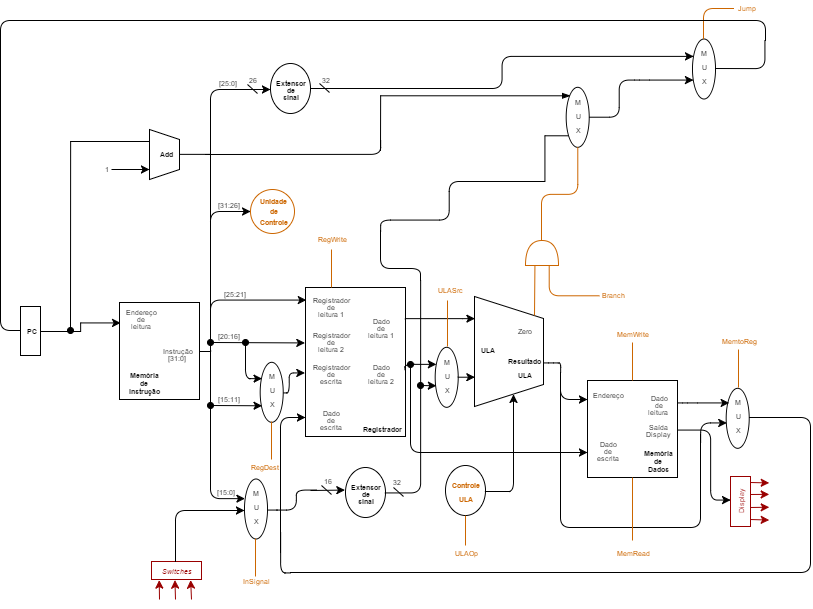 Jump
M
U
X
[25:0]
26
Extensor
de
sinal
32
M
U
X
Add
1
[31:26]
Unidade
de
Controle
RegWrite
ULASrc
Branch
MemWrite
MemtoReg
PC
Endereço
de
leitura
Instrução
[31:0]
Memória
de
Instrução
[25:21]
[20:16]
[15:11]
[15:0]
M
U
X
RegDest
Registrador
de
leitura 1
Registrador
de
leitura 2
Registrador
de
escrita
Dado
de
escrita
Dado
de
leitura 1
Dado
de
leitura 2
Registrador
M
U
X
Zero
ULA
Resultado
ULA
Endereço
Dado
de
escrita
Dado
de
leitura
Saída
Display
Memória
de
Dados
M
U
X
Display
M
U
X
InSignal
16
Extensor
de
sinal
32
Controle
ULA
ULAOp
MemRead
Switches